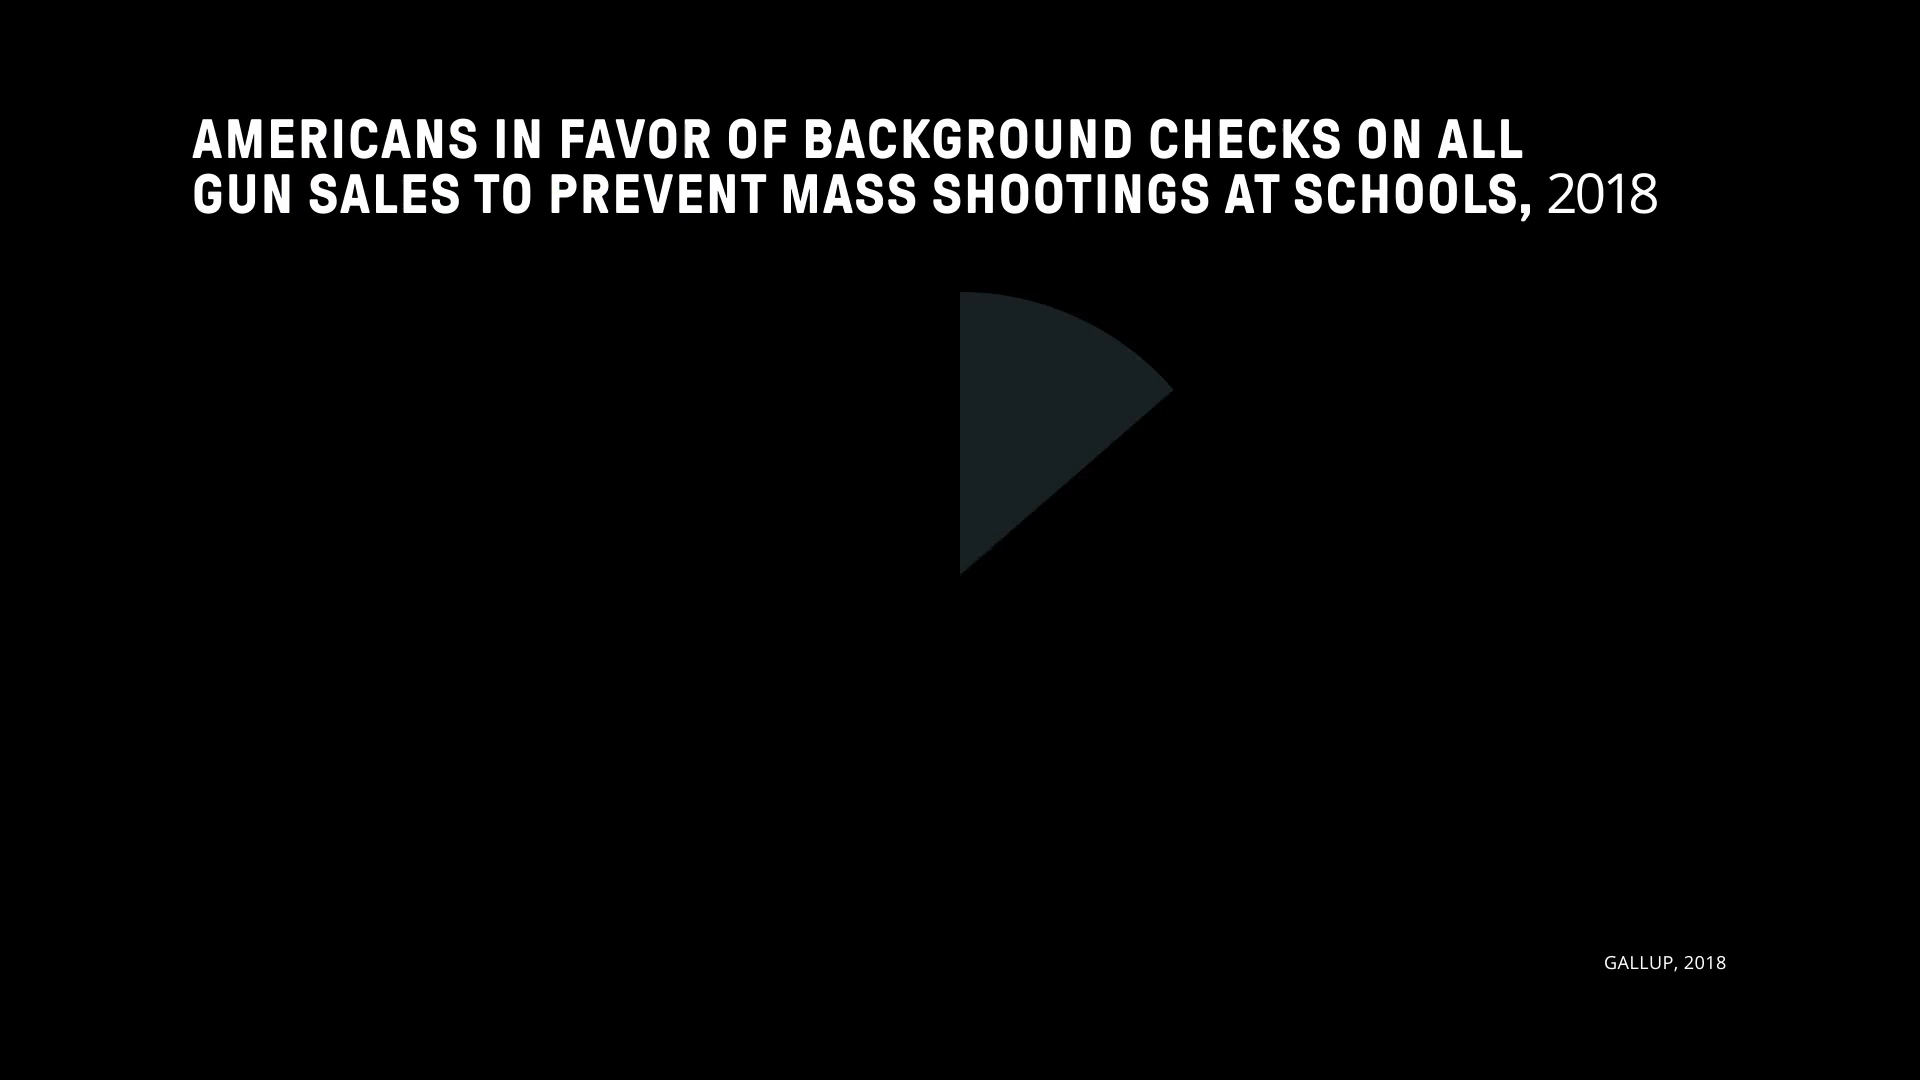 AMERICANS IN FAVOR OF BACKGROUND CHECKS ON ALL
GUN SALES TO PREVENT MASS SHOOTINGS AT SCHOOLS, 2018
GALLUP, 2018